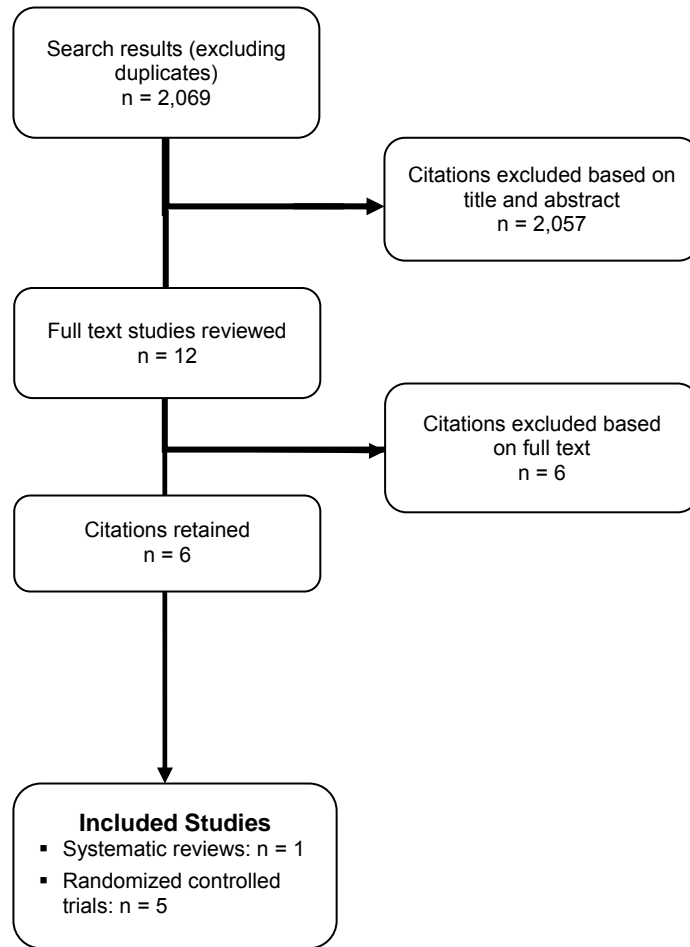 Search results (excluding
duplicates)
n = 2,069
Citations excluded based on
title and abstract
n = 2,057
Full text studies reviewed
n = 12
Citations excluded based
on full text
n = 6
Citations retained
n = 6
Included Studies
▪ Systematic reviews: n = 1
▪ Randomized controlled
trials: n = 5